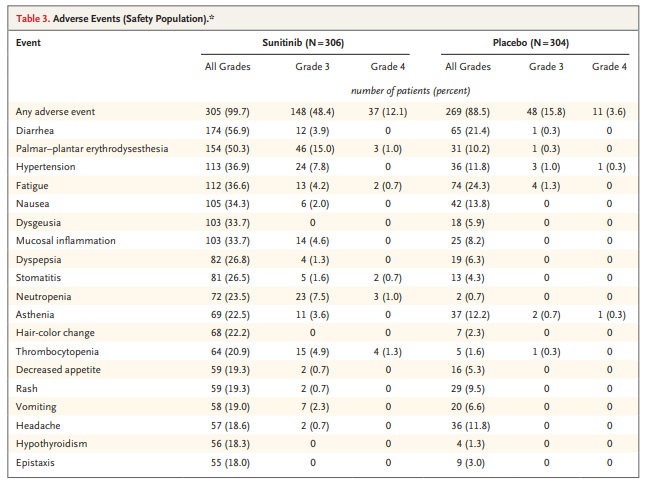 Table 3. Adverse Events (Safety Population).*
Event Sunitinib (N=306) Placebo (N=304)
All Grades Grade 3 Grade 4 All Grades Grade 3 Grade 4
number of patients (percent)
Any adverse event 305 (99.7) 148 (48.4) 37 (12.1) 269 (88.5) 48 (15.8) 11 (3.6)
Diarrhea 174 (56.9) 12 (3.9) 0 65 (21.4) 1 (0.3) 0
Palmar–plantar erythrodysesthesia 154 (50.3) 46 (15.0) 3 (1.0) 31 (10.2) 1 (0.3) 0
Hypertension 113 (36.9) 24 (7.8) 0 36 (11.8) 3 (1.0) 1 (0.3)
Fatigue 112 (36.6) 13 (4.2) 2 (0.7) 74 (24.3) 4 (1.3) 0
Nausea 105 (34.3) 6 (2.0) 0 42 (13.8) 0 0
Dysgeusia 103 (33.7) 0 0 18 (5.9) 0 0
Mucosal inflammation 103 (33.7) 14 (4.6) 0 25 (8.2) 0 0
Dyspepsia 82 (26.8) 4 (1.3) 0 19 (6.3) 0 0
Stomatitis 81 (26.5) 5 (1.6) 2 (0.7) 13 (4.3) 0 0
Neutropenia 72 (23.5) 23 (7.5) 3 (1.0) 2 (0.7) 0 0
Asthenia 69 (22.5) 11 (3.6) 0 37 (12.2) 2 (0.7) 1 (0.3)
Hair-color change 68 (22.2) 0 0 7 (2.3) 0 0
Thrombocytopenia 64 (20.9) 15 (4.9) 4 (1.3) 5 (1.6) 1 (0.3) 0
Decreased appetite 59 (19.3) 2 (0.7) 0 16 (5.3) 0 0
Rash 59 (19.3) 2 (0.7) 0 29 (9.5) 0 0
Vomiting 58 (19.0) 7 (2.3) 0 20 (6.6) 0 0
Headache 57 (18.6) 2 (0.7) 0 36 (11.8) 0 0
Hypothyroidism 56 (18.3) 0 0 4 (1.3) 0 0
Epistaxis 55 (18.0) 0 0 9 (3.0) 0 0